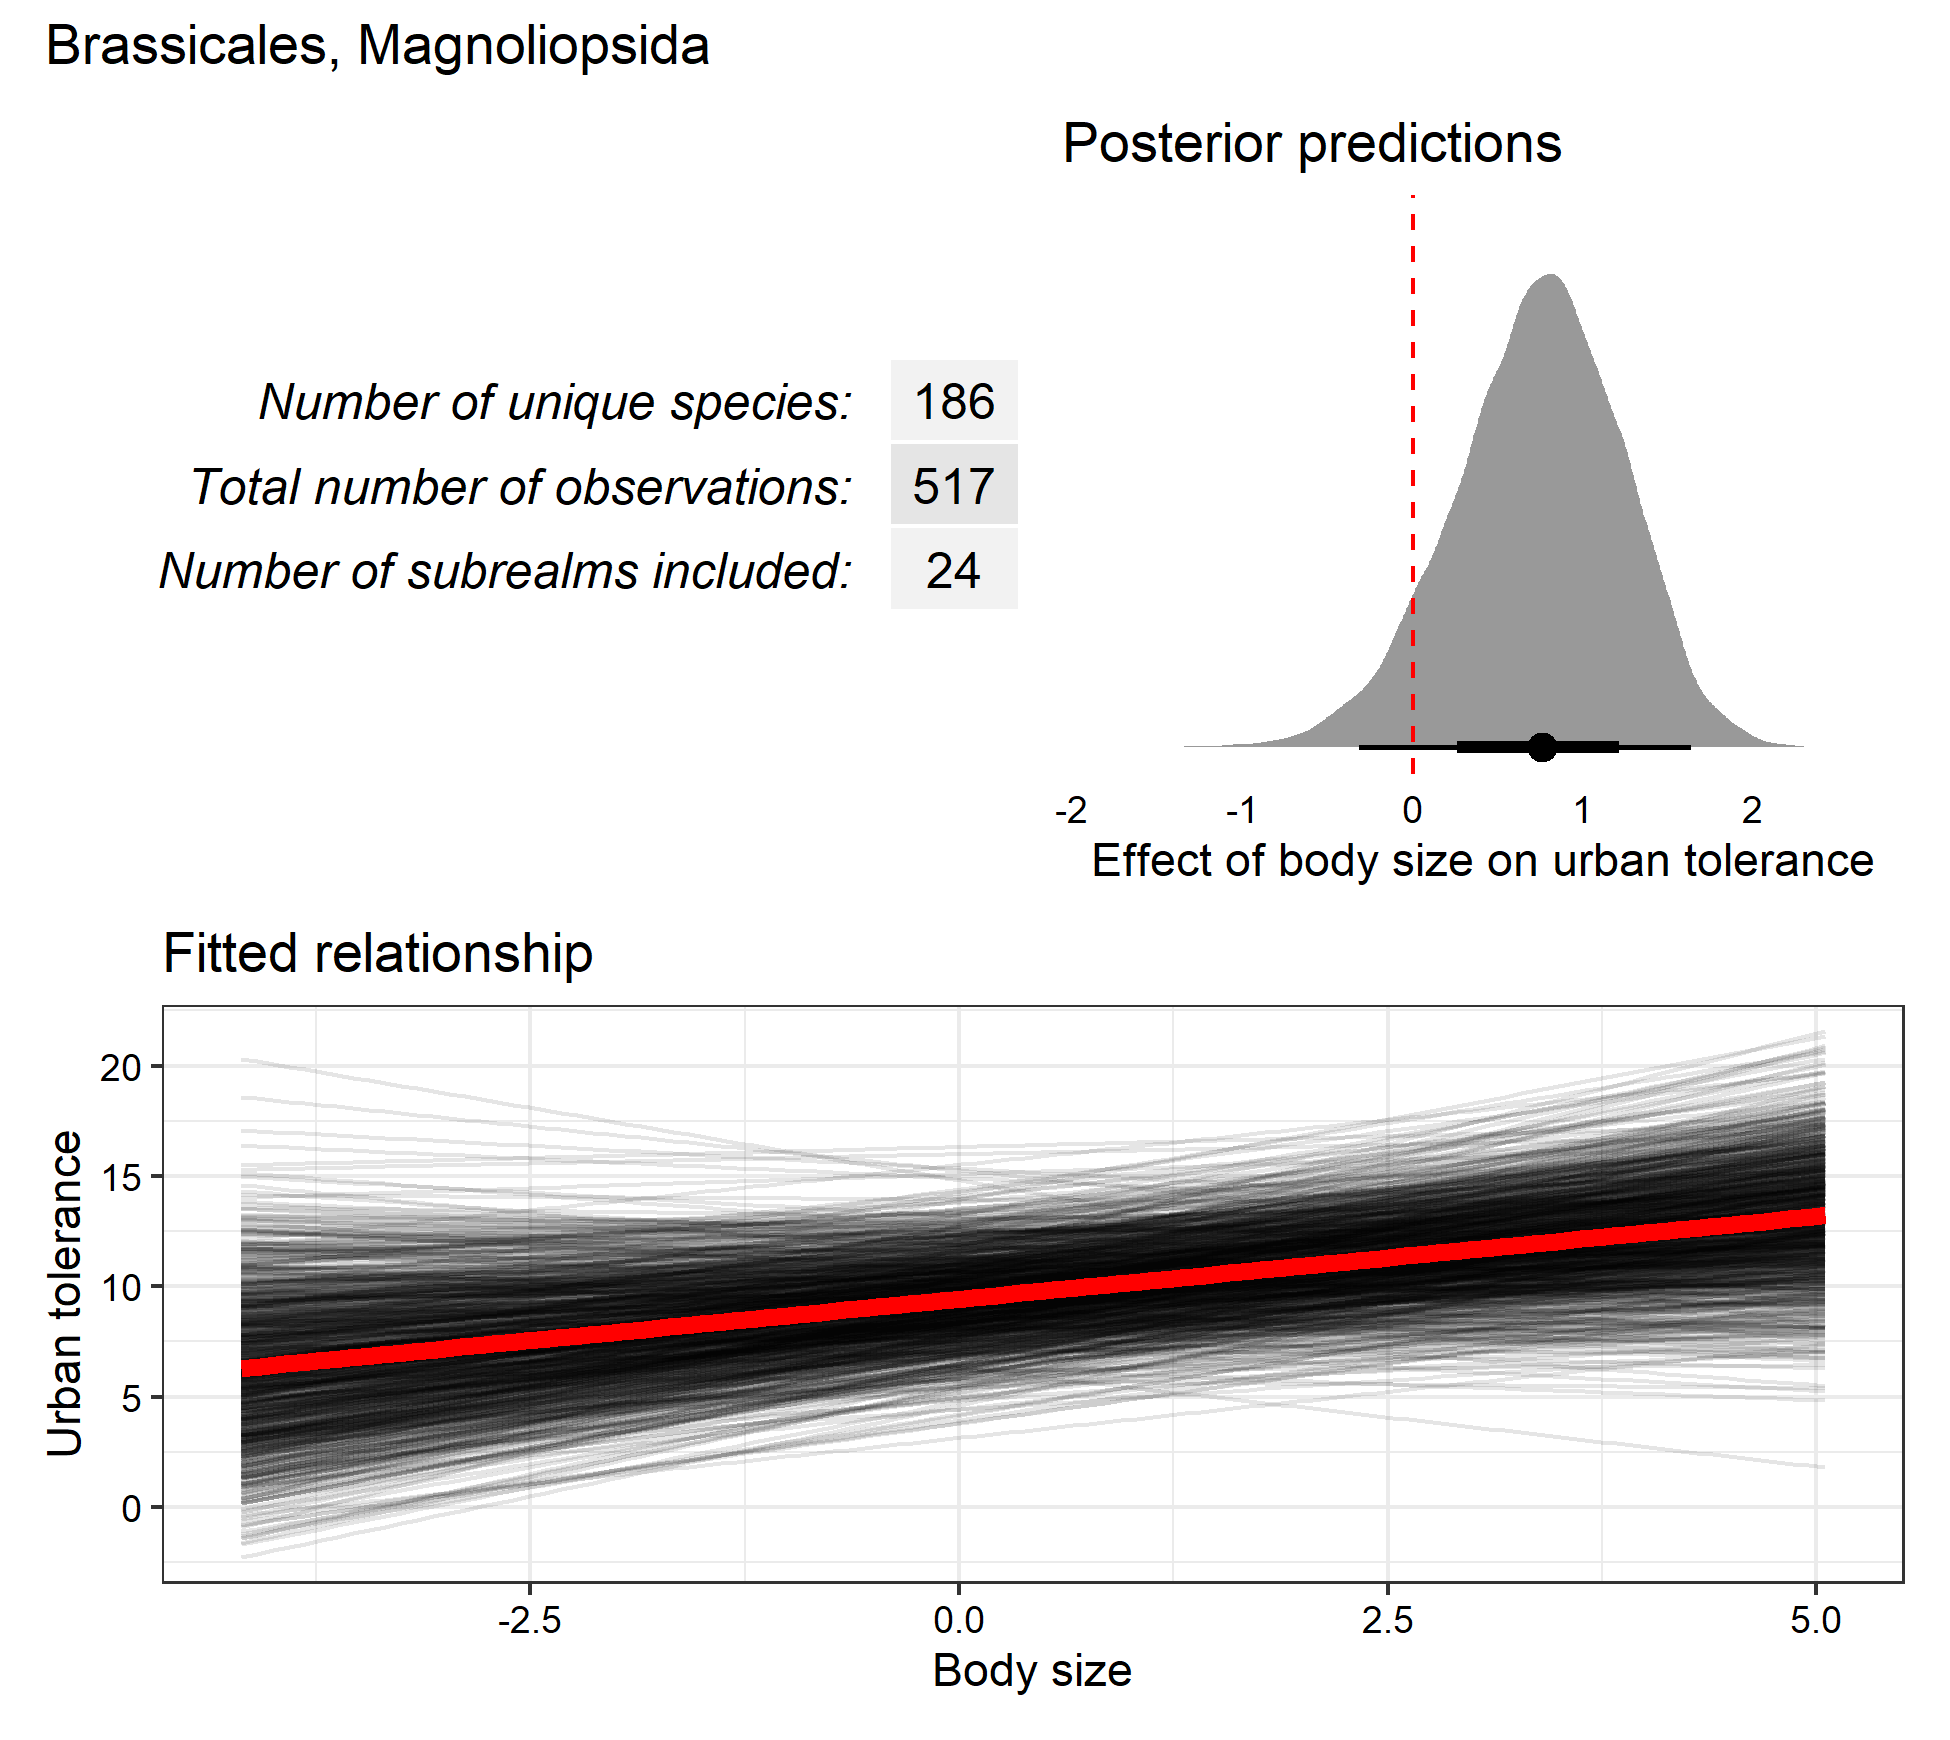 Brassicales, Magnoliopsida
Posterior predictions
Number of unique species: 186
Total number of observations: 517
Number of subrealms included: 24
-2 -1 0 1 2
Effect of body size on urban tolerance
Fitted relationship
20
15
10
5
0
Urban tolerance
-2.5 0.0 2.5 5.0
Body size